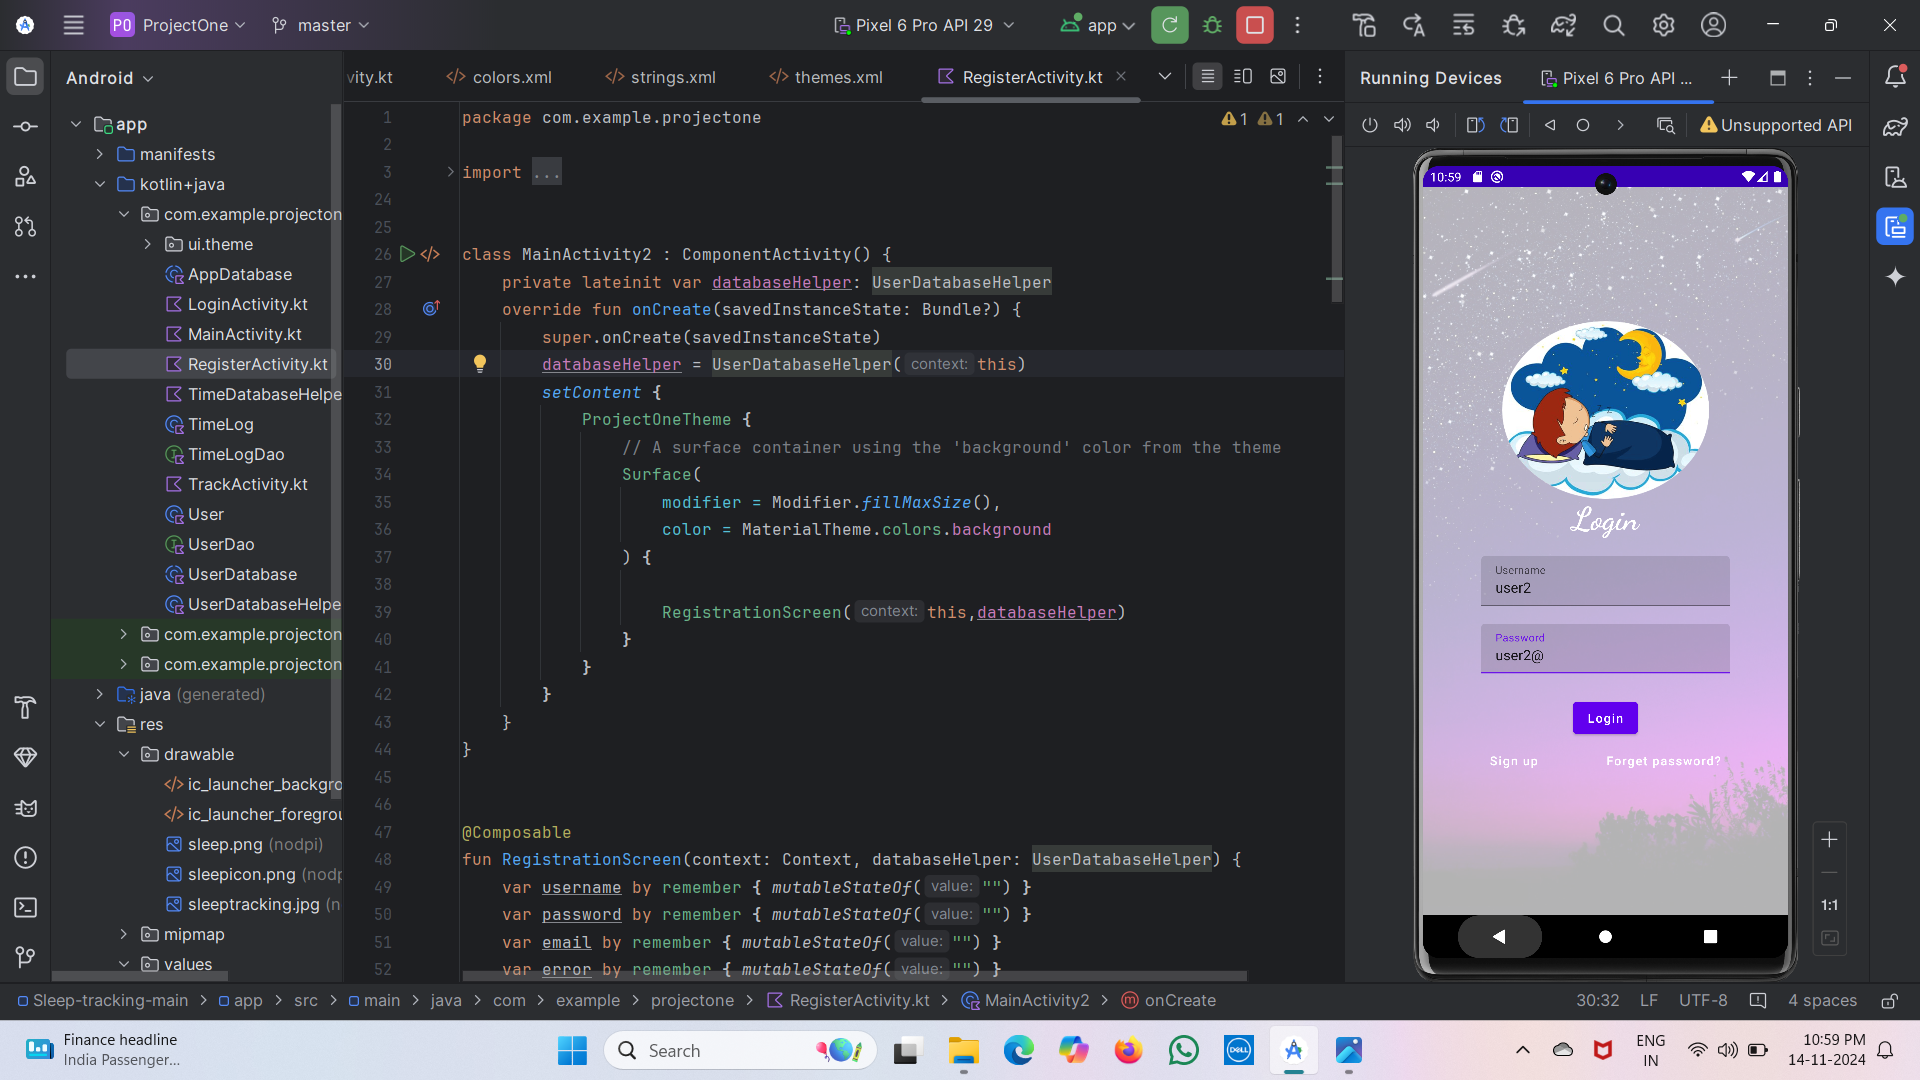 P0 ProjectOne master Pixel 6 Pro API 29 app
Android
app
manifests
kotlin+java
com.example.projecton
ui.theme
AppDatabase
LoginActivity.kt
MainActivity.kt
RegisterActivity.kt
TimeDatabaseHelpe
TimeLog
TimeLogDao
TrackActivity.kt
User
UserDao
UserDatabase
UserDatabaseHelpe
com.example.projecton
com.example.projecton
java (generated)
res
drawable
ic_launcher_backgro
ic_launcher_foregrou
sleep.png (nodpi)
sleepicon.png (nodp
sleeptracking.jpg (n
mipmap
values
vity.kt colors.xml strings.xml themes.xml RegisterActivity.kt
1 package com.example.projectone
1 1
2
3 import ...
24
25
26 class MainActivity2 : ComponentActivity() {
27 private lateinit var databaseHelper: UserDatabaseHelper
28 override fun onCreate(savedInstanceState: Bundle?) {
29 super.onCreate(savedInstanceState)
30 databaseHelper = UserDatabaseHelper( context: this)
31 setContent {
32 ProjectOneTheme {
33 // A surface container using the 'background' color from the theme
34 Surface(
35 modifier = Modifier.fillMaxSize(),
36 color = MaterialTheme.colors.background
37 ) {
38
39 RegistrationScreen( context: this,databaseHelper)
40 }
41 }
42 }
43 }
44 }
45
46
47 @Composable
48 fun RegistrationScreen(context: Context, databaseHelper: UserDatabaseHelper) {
49 var username by remember { mutableStateOf( value: "") }
50 var password by remember { mutableStateOf( value: "") }
51 var email by remember { mutableStateOf( value: "") }
52 var error by remember { mutableStateOf( value: "") }
Running Devices Pixel 6 Pro API ...
Unsupported API
10:59
Login
Username
user2
Password
user2@
Login
Sign up Forget password?
1:1
Sleep-tracking-main > app > src > main > java > com > example > projectone > RegisterActivity.kt > MainActivity2 > onCreate
30:32 LF UTF-8 4 spaces
Finance headline
India Passenger...
Search
DELL
ENG
IN
10:59 PM
14-11-2024